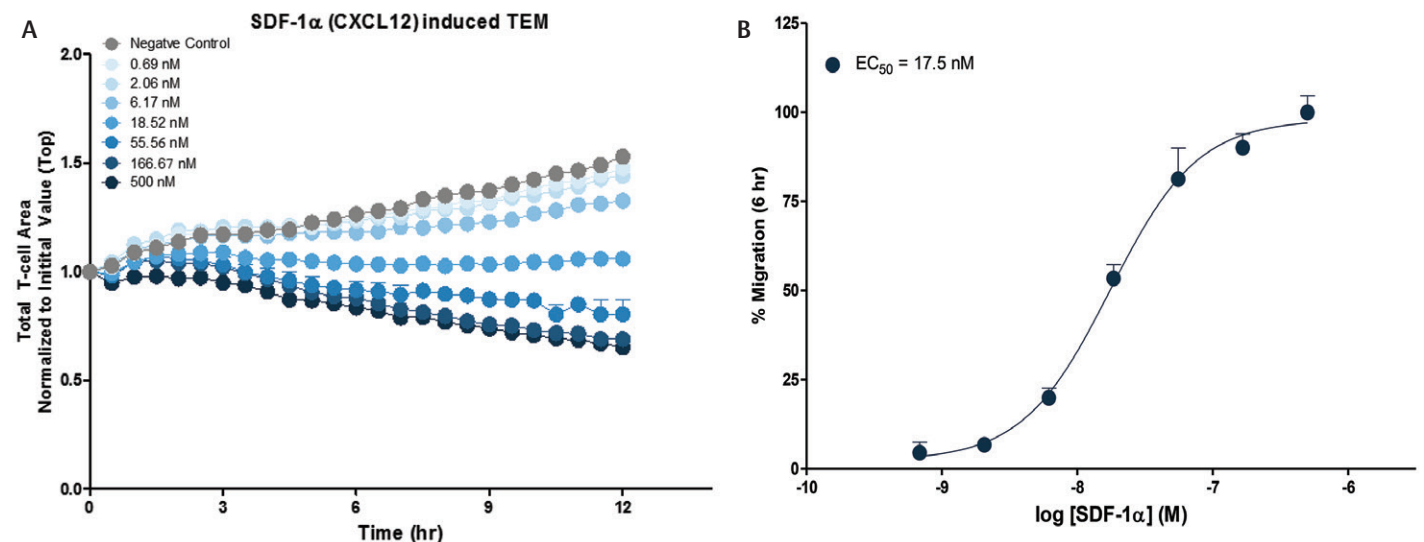 A
SDF-1α (CXCL12) induced TEM
Negatve Control
0.69 nM
2.06 nM
6.17 nM
18.52 nM
55.56 nM
166.67 nM
500 nM
Total T-cell Area
Normalized to Initital Value (Top)
2.0
1.5
1.0
0.5
0.0
0 3 6 9 12
Time (hr)
B
EC50 = 17.5 nM
% Migration (6 hr)
125
100
75
50
25
0
-10 -9 -8 -7 -6
log [SDF-1α] (M)